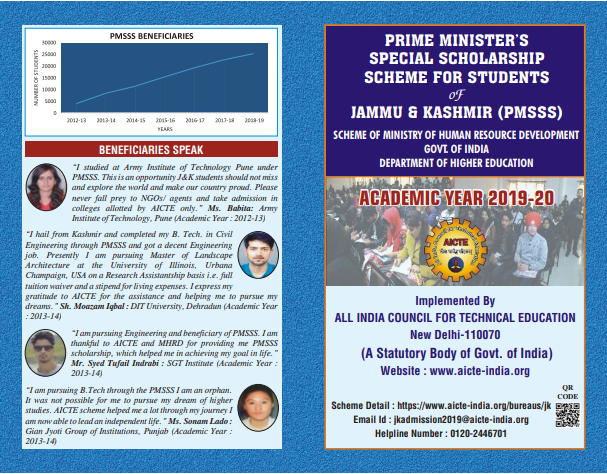 PMSSS BENEFICIARIES
NUMBER OF STUDENTS
30000
25000
20000
15000
10000
5000
0
2012-13 2013-14 2014-15 2015-16 2016-17 2017-18 2018-19
YEARS
BENEFICIARIES SPEAK
"I studied at Army Institute of Technology Pune under
PMSSS. This is an opportunity J&K students should not miss
and explore the world and make our country proud. Please
never fall prey to NGOs/ agents and take admission in
colleges allotted by AICTE only." Ms. Babita; Army
Institute of Technology, Pune (Academic Year : 2012-13)
"I hail from Kashmir and completed my B. Tech. in Civil
Engineering through PMSSS and got a decent Engineering
job. Presently I am pursuing Master of Landscape
Architecture at the University of Illinois, Urbana
Champaign, USA on a Research Assistantship basis i.e. full
tuition waiver and a stipend for living expenses. I express my
gratitude to AICTE for the assistance and helping me to pursue my
dreams." Sh. Moazam Iqbal : DIT University, Dehradun (Academic Year
: 2013-14)
"I am pursuing Engineering and beneficiary of PMSSS. I am
thankful to AICTE and MHRD for providing me PMSSS
scholarship, which helped me in achieving my goal in life."
Mr. Syed Tufail Indrabi : SGT Institute (Academic Year :
2013-14)
"I am pursuing B.Tech through the PMSSS I am an orphan.
It was not possible for me to pursue my dream of higher
studies. AICTE scheme helped me a lot through my journey I
am now able to lead an independent life." Ms. Sonam Lado :
Gian Jyoti Group of Institutions, Punjab (Academic Year :
2013-14)
PRIME MINISTER'S
SPECIAL SCHOLARSHIP
SCHEME FOR STUDENTS
of
JAMMU & KASHMIR (PMSSS)
SCHEME OF MINISTRY OF HUMAN RESOURCE DEVELOPMENT
GOVT. OF INDIA
DEPARTMENT OF HIGHER EDUCATION
ACADEMIC YEAR 2019-20
AICTE
Implemented By
ALL INDIA COUNCIL FOR TECHNICAL EDUCATION
New Delhi-110070
(A Statutory Body of Govt. of India)
Website : www.aicte-india.org
QR
CODE
Scheme Detail : https://www.aicte-india.org/bureaus/jk
Email Id : jkadmission2019@aicte-india.org
Helpline Number : 0120-2446701